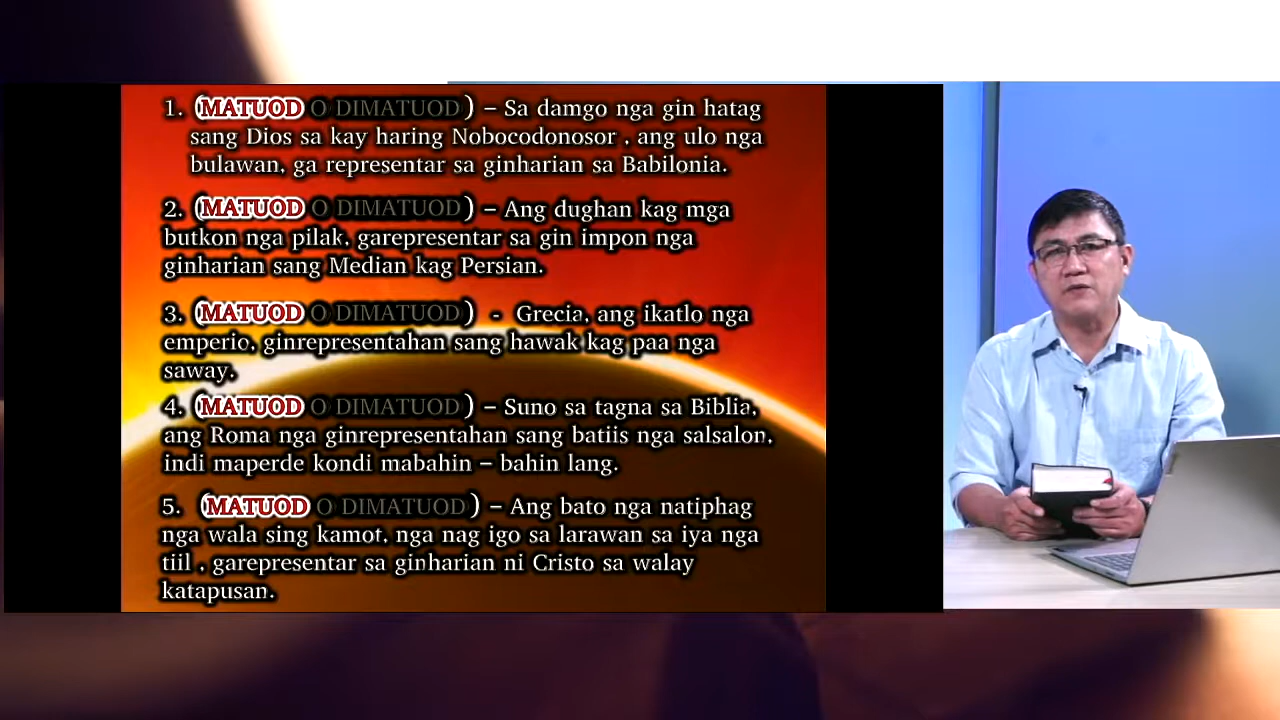 1. (MATUOD O DIMATUOD) – Sa damgo nga gin hatag
sang Dios sa kay haring Nobocodonosor , ang ulo nga
bulawan, ga representar sa ginharian sa Babilonia.
2. (MATUOD O DIMATUOD) – Ang dughan kag mga
butkon nga pilak, garepresentar sa gin impon nga
ginharian sang Median kag Persian.
3. (MATUOD O DIMATUOD) - Grecia, ang ikatlo nga
emperio, ginrepresentahan sang hawak kag paa nga
saway.
4. (MATUOD O DIMATUOD) – Suno sa tagna sa Biblia,
ang Roma nga ginrepresentahan sang batiis nga salsalon,
indi maperde kondi mabahin – bahin lang.
5. (MATUOD O DIMATUOD) – Ang bato nga natiphag
nga wala sing kamot, nga nag igo sa larawan sa iya nga
tiil , garepresentar sa ginharian ni Cristo sa walay
katapusan.